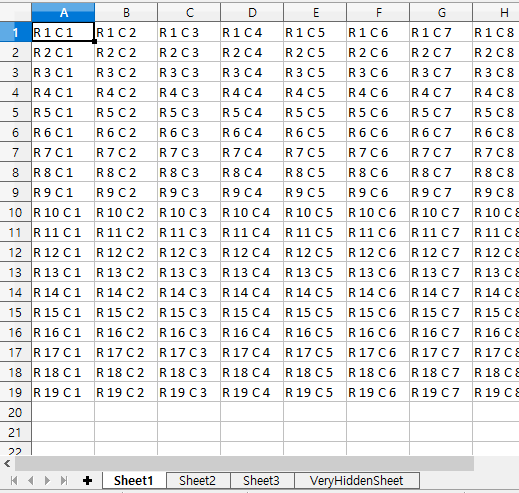 A B C D E F G H
1 R 1 C 1 R 1 C 2 R 1 C 3 R 1 C 4 R 1 C 5 R 1 C 6 R 1 C 7 R 1 C 8
2 R 2 C 1 R 2 C 2 R 2 C 3 R 2 C 4 R 2 C 5 R 2 C 6 R 2 C 7 R 2 C 8
3 R 3 C 1 R 3 C 2 R 3 C 3 R 3 C 4 R 3 C 5 R 3 C 6 R 3 C 7 R 3 C 8
4 R 4 C 1 R 4 C 2 R 4 C 3 R 4 C 4 R 4 C 5 R 4 C 6 R 4 C 7 R 4 C 8
5 R 5 C 1 R 5 C 2 R 5 C 3 R 5 C 4 R 5 C 5 R 5 C 6 R 5 C 7 R 5 C 8
6 R 6 C 1 R 6 C 2 R 6 C 3 R 6 C 4 R 6 C 5 R 6 C 6 R 6 C 7 R 6 C 8
7 R 7 C 1 R 7 C 2 R 7 C 3 R 7 C 4 R 7 C 5 R 7 C 6 R 7 C 7 R 7 C 8
8 R 8 C 1 R 8 C 2 R 8 C 3 R 8 C 4 R 8 C 5 R 8 C 6 R 8 C 7 R 8 C 8
9 R 9 C 1 R 9 C 2 R 9 C 3 R 9 C 4 R 9 C 5 R 9 C 6 R 9 C 7 R 9 C 8
10 R 10 C 1 R 10 C 2 R 10 C 3 R 10 C 4 R 10 C 5 R 10 C 6 R 10 C 7 R 10 C 8
11 R 11 C 1 R 11 C 2 R 11 C 3 R 11 C 4 R 11 C 5 R 11 C 6 R 11 C 7 R 11 C 8
12 R 12 C 1 R 12 C 2 R 12 C 3 R 12 C 4 R 12 C 5 R 12 C 6 R 12 C 7 R 12 C 8
13 R 13 C 1 R 13 C 2 R 13 C 3 R 13 C 4 R 13 C 5 R 13 C 6 R 13 C 7 R 13 C 8
14 R 14 C 1 R 14 C 2 R 14 C 3 R 14 C 4 R 14 C 5 R 14 C 6 R 14 C 7 R 14 C 8
15 R 15 C 1 R 15 C 2 R 15 C 3 R 15 C 4 R 15 C 5 R 15 C 6 R 15 C 7 R 15 C 8
16 R 16 C 1 R 16 C 2 R 16 C 3 R 16 C 4 R 16 C 5 R 16 C 6 R 16 C 7 R 16 C 8
17 R 17 C 1 R 17 C 2 R 17 C 3 R 17 C 4 R 17 C 5 R 17 C 6 R 17 C 7 R 17 C 8
18 R 18 C 1 R 18 C 2 R 18 C 3 R 18 C 4 R 18 C 5 R 18 C 6 R 18 C 7 R 18 C 8
19 R 19 C 1 R 19 C 2 R 19 C 3 R 19 C 4 R 19 C 5 R 19 C 6 R 19 C 7 R 19 C 8
20
21
22
Sheet1 Sheet2 Sheet3 VeryHiddenSheet